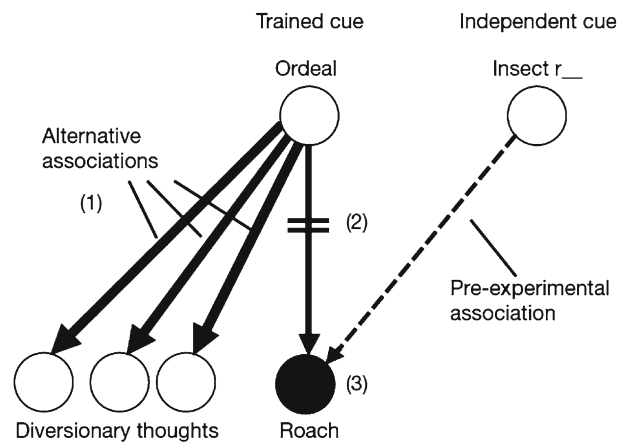 Trained cue
Independent cue
Ordeal
Insect r__
Alternative
associations
(1)
(2)
Pre-experimental
association
(3)
Diversionary thoughts
Roach